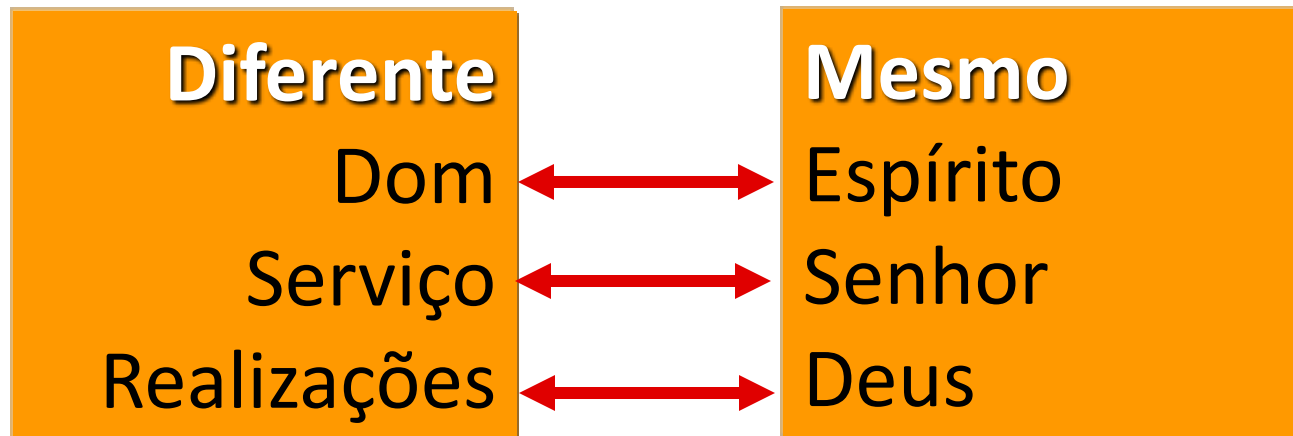 Diferente
Dom
Serviço
Realizações
Mesmo
Espírito
Senhor
Deus